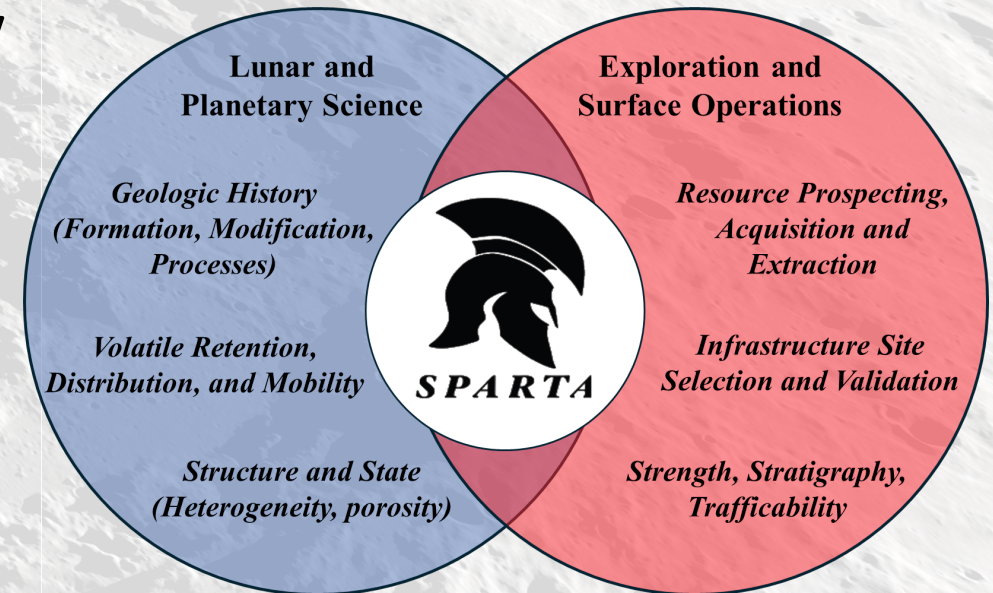 Lunar and
Planetary Science
Geologic History
(Formation, Modification,
Processes)
Volatile Retention,
Distribution, and Mobility
Structure and State
(Heterogeneity, porosity)
SPARTA
Exploration and
Surface Operations
Resource Prospecting,
Acquisition and
Extraction
Infrastructure Site
Selection and Validation
Strength, Stratigraphy,
Trafficability